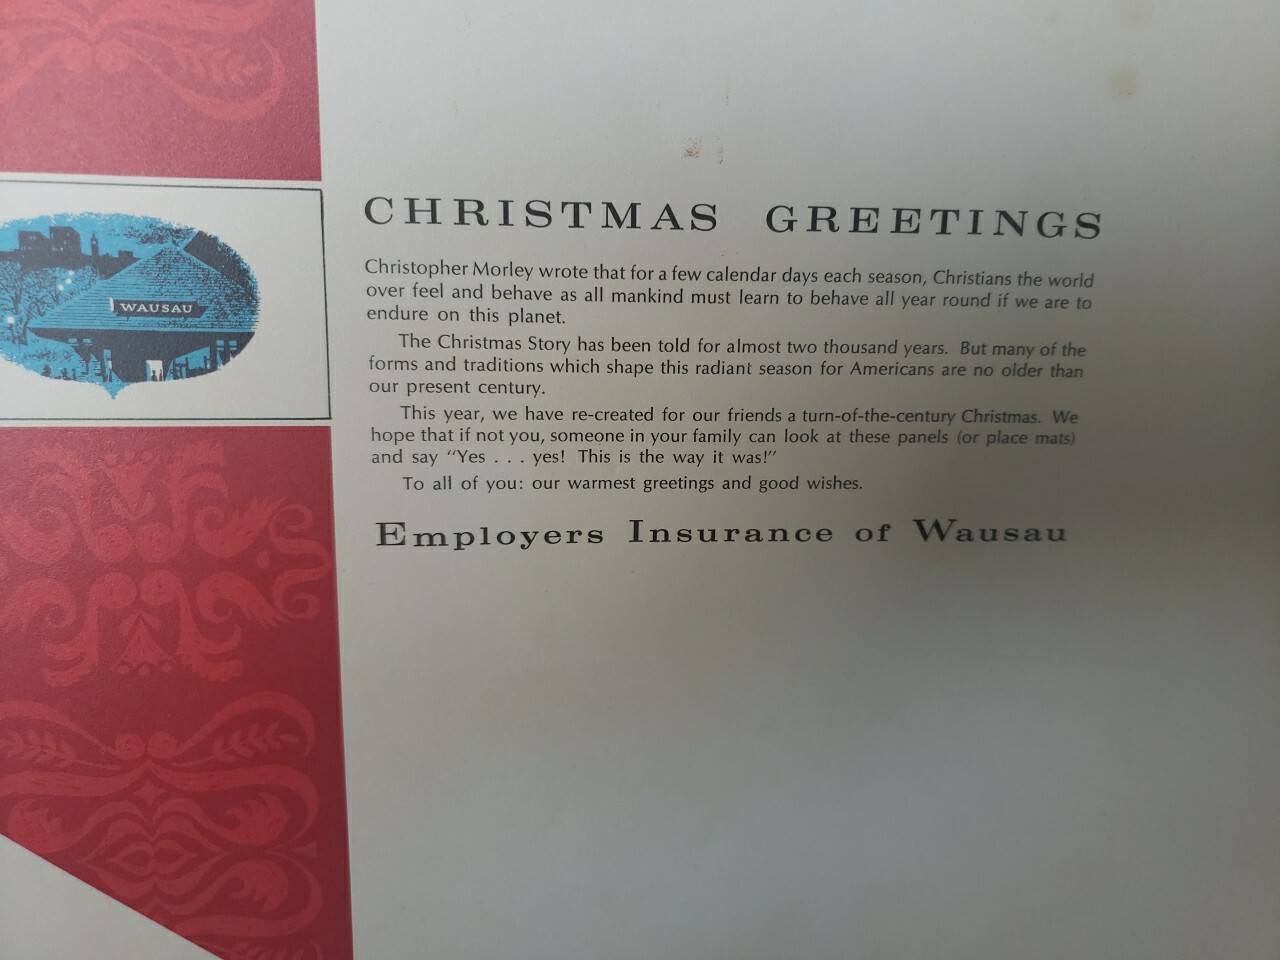 WAUSAU
CHRISTMAS GREETINGS
Christopher Morley wrote that for a few calendar days each season, Christians the world
over feel and behave as all mankind must learn to behave all year round if we are to
endure on this planet.
The Christmas Story has been told for almost two thousand years. But many of the
forms and traditions which shape this radiant season for Americans are no older than
our present century.
This year, we have re-created for our friends a turn-of-the-century Christmas. We
hope that if not you, someone in your family can look at these panels (or place mats)
and say "Yes . . . yes! This is the way it was!"
To all of you: our warmest greetings and good wishes.
Employers Insurance of Wausau